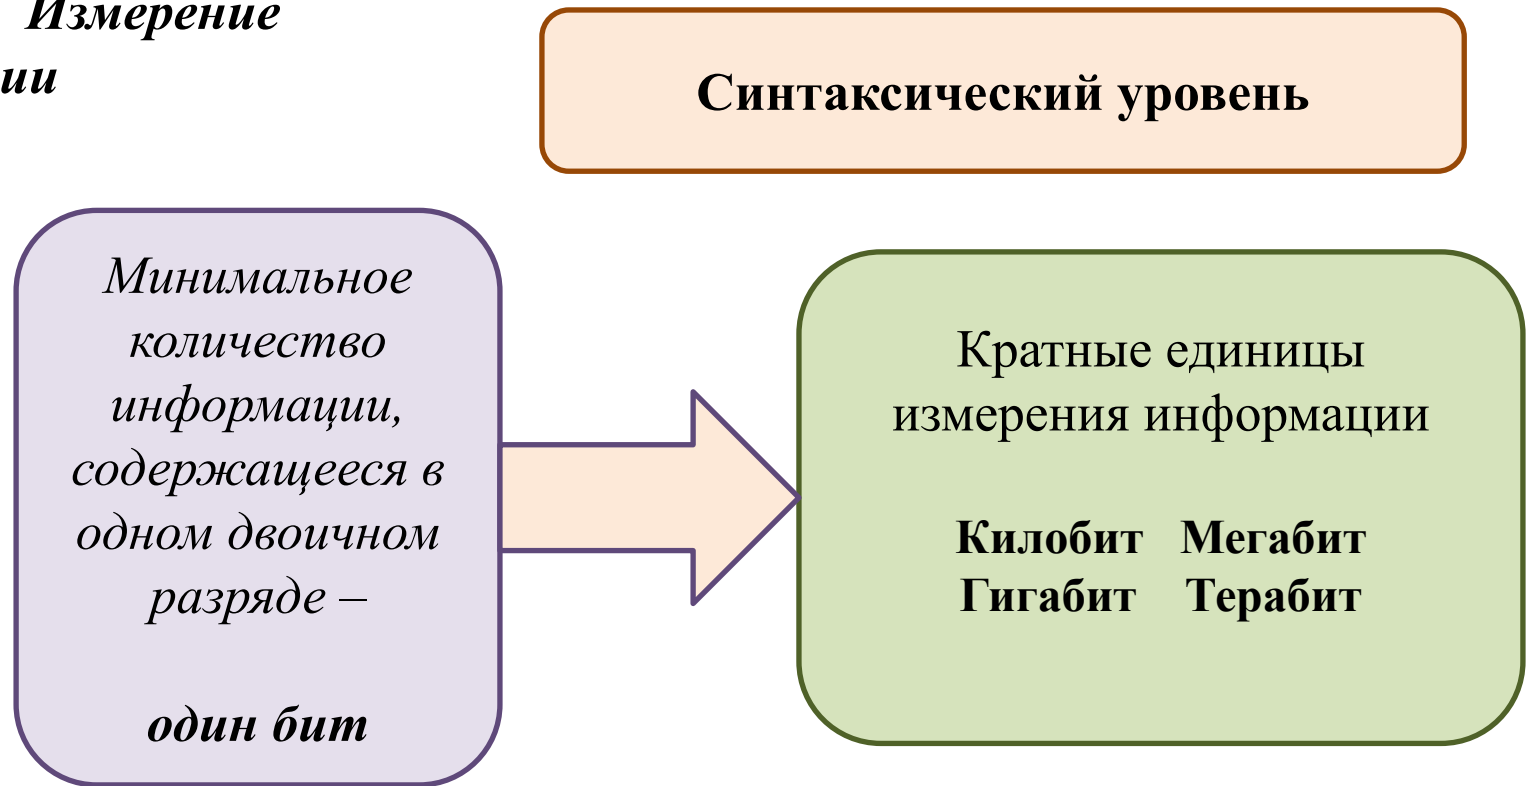 Измерение
ии
Синтаксический уровень
Минимальное
количество
информации,
содержащееся в
одном двоичном
разряде –
один бит
Кратные единицы
измерения информации
Килобит Мегабит
Гигабит Терабит